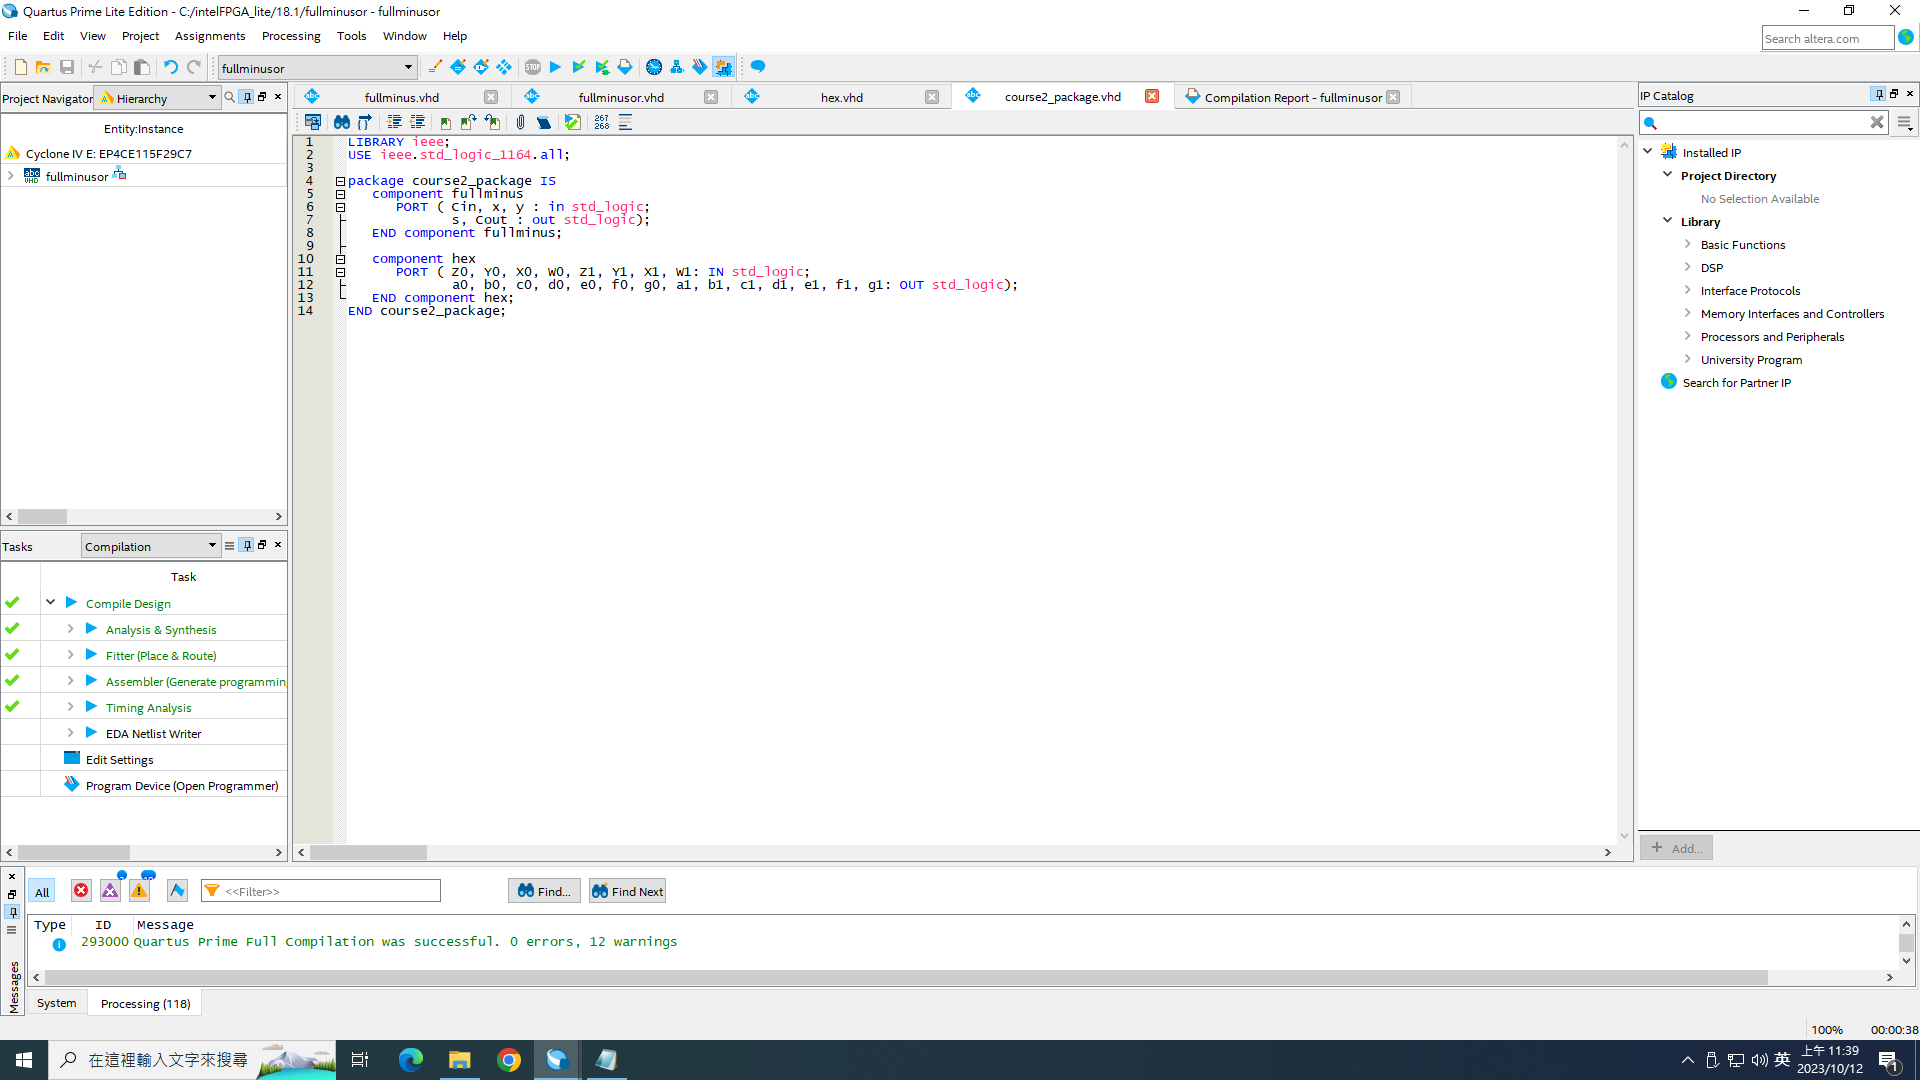 Quartus Prime Lite Edition - C:/intelFPGA_lite/18.1/fullminusor - fullminusor
File Edit View Project Assignments Processing Tools Window Help
Search altera.com
fullminusor
Project Navigator Hierarchy
Entity:Instance
Cyclone IV E: EP4CE115F29C7
fullminusor
fullminus.vhd fullminusor.vhd hex.vhd course2_package.vhd Compilation Report - fullminusor
267
268
1 LIBRARY ieee;
2 USE ieee.std_logic_1164.all;
3
4 package course2_package IS
5 component fullminus
6 PORT ( Cin, x, y : in std_logic;
7 s, Cout : out std_logic);
8 END component fullminus;
9
10 component hex
11 PORT ( Z0, Y0, X0, W0, Z1, Y1, X1, W1: IN std_logic;
12 a0, b0, c0, d0, e0, f0, g0, a1, b1, c1, d1, e1, f1, g1: OUT std_logic);
13 END component hex;
14 END course2_package;
IP Catalog
Installed IP
Project Directory
No Selection Available
Library
Basic Functions
DSP
Interface Protocols
Memory Interfaces and Controllers
Processors and Peripherals
University Program
Search for Partner IP
+ Add...
Tasks Compilation
Task
Compile Design
Analysis & Synthesis
Fitter (Place & Route)
Assembler (Generate programmin
Timing Analysis
EDA Netlist Writer
Edit Settings
Program Device (Open Programmer)
All <<Filter>> Find... Find Next
Type ID Message
293000 Quartus Prime Full Compilation was successful. 0 errors, 12 warnings
Messages
System Processing (118)
100% 00:00:38
在這裡輸入文字來搜尋
英
上午 11:39
2023/10/12
1